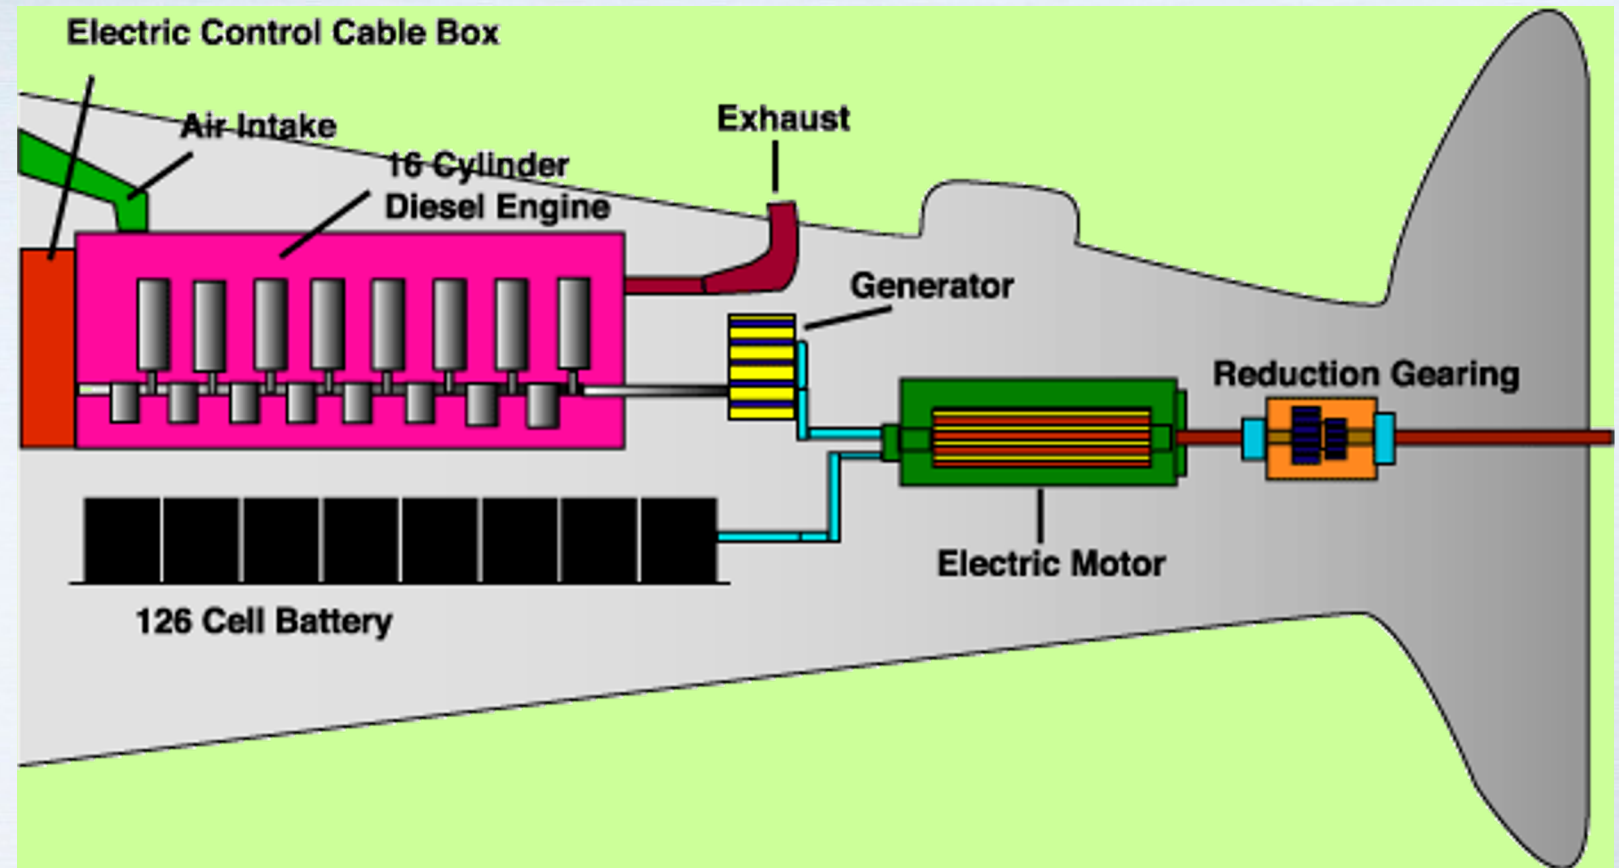 Electric Control Cable Box
Air Intake
Exhaust
16 Cylinder
Diesel Engine
Generator
Reduction Gearing
Electric Motor
126 Cell Battery